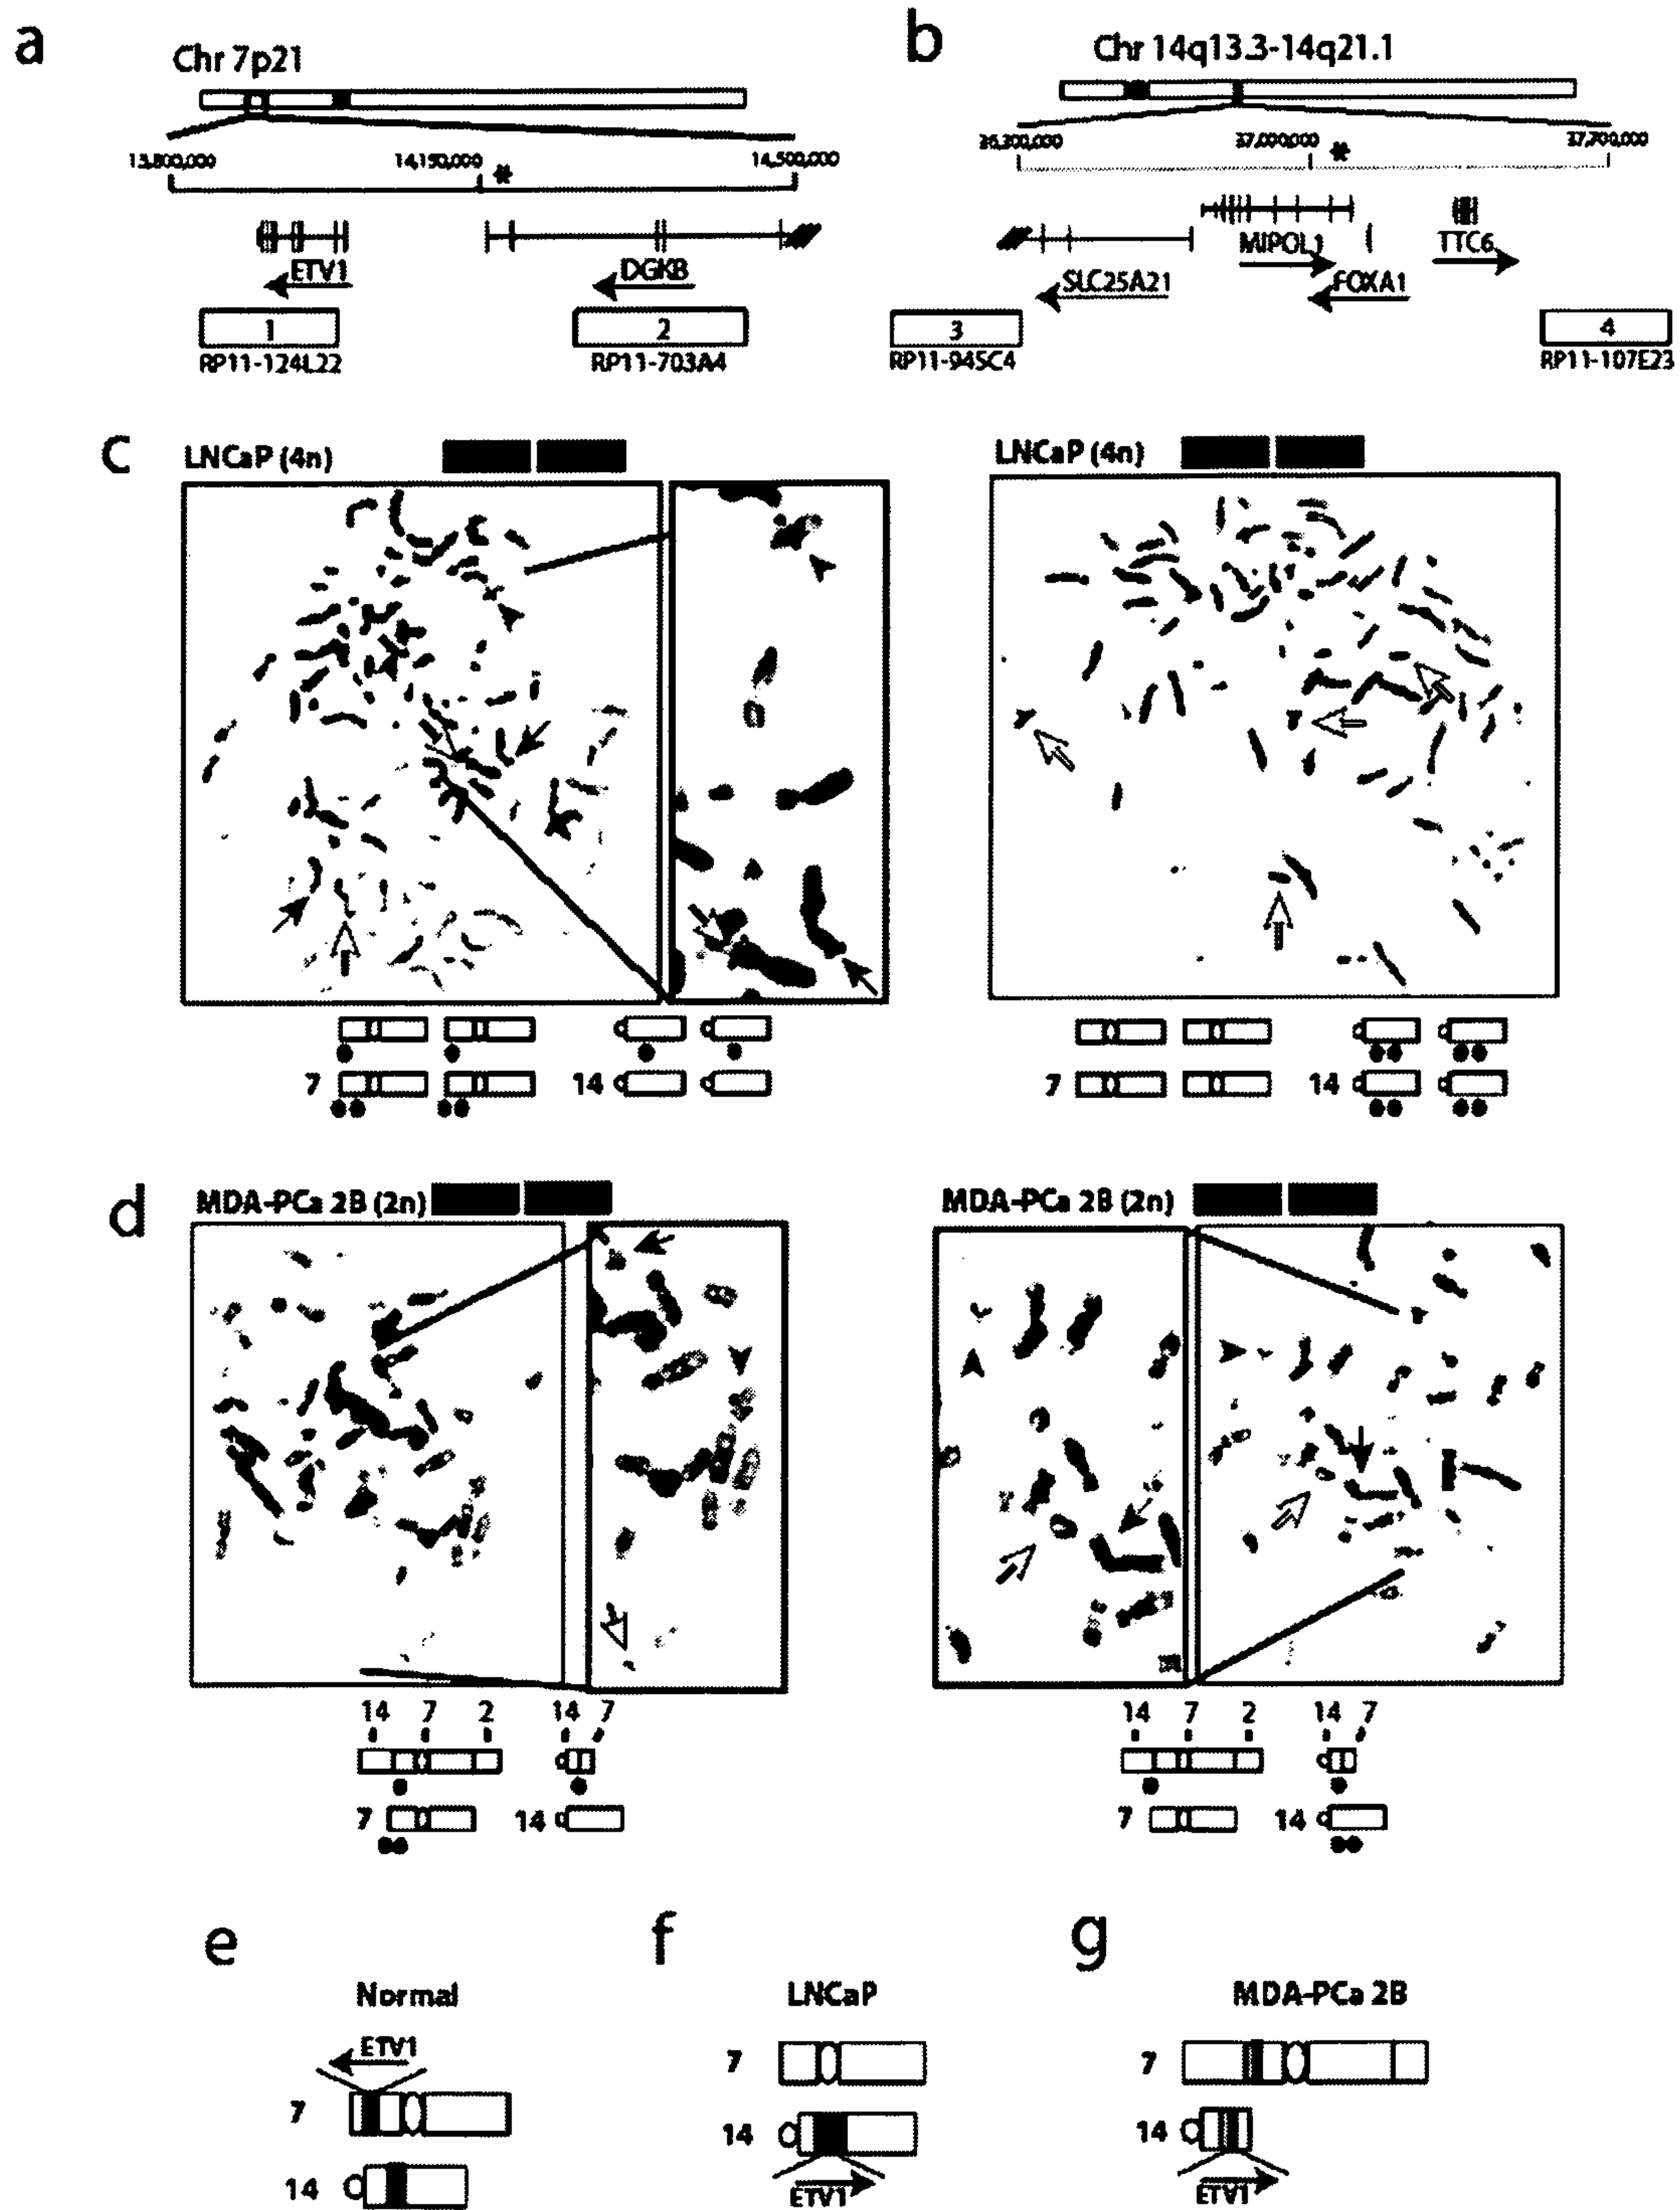 a
Chr 7p21
13,800,000 14,150,000 * 14,500,000
ETV1 DGKB
1 2
RP11-124L22 RP11-703A4
b
Chr 14q13.3-14q21.1
36,300,000 37,000,000 * 37,700,000
MIPOL1 TTC6
SLC25A21 FOXA1
3 4
RP11-945C4 RP11-107E23
c
LNCaP (4n)
LNCaP (4n)
7 14
7 14
d
MDA-PCa 2B (2n)
MDA-PCa 2B (2n)
14 7 2 14 7
7 14
14 7 2 14 7
7 14
e
Normal
ETV1
7
14
f
LNCaP
7
14
ETV1
g
MDA-PCa 2B
7
14
ETV1